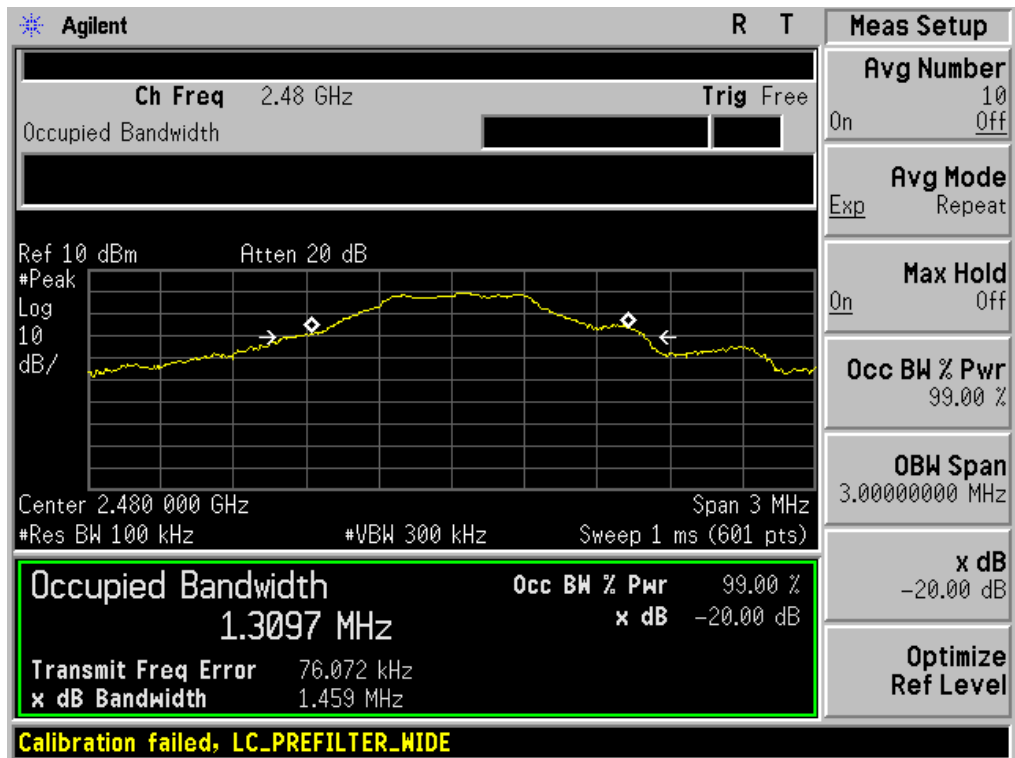 Agilent R T Meas Setup
Ch Freq 2.48 GHz Trig Free
Occupied Bandwidth
Ref 10 dBm Atten 20 dB
#Peak
Log
10
dB/
Center 2.480 000 GHz Span 3 MHz
#Res BW 100 kHz #VBW 300 kHz Sweep 1 ms (601 pts)
Occupied Bandwidth Occ BW % Pwr 99.00 %
1.3097 MHz x dB -20.00 dB
Transmit Freq Error 76.072 kHz
x dB Bandwidth 1.459 MHz
Calibration failed, LC_PREFILTER_WIDE
Avg Number
10
On Off
Avg Mode
Exp Repeat
Max Hold
On Off
Occ BW % Pwr
99.00 %
OBW Span
3.00000000 MHz
x dB
-20.00 dB
Optimize
Ref Level